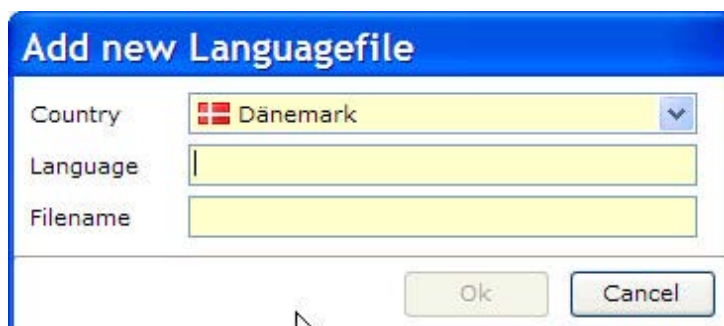 Add new Languagefile
Country Dänemark
Language
Filename
Ok Cancel